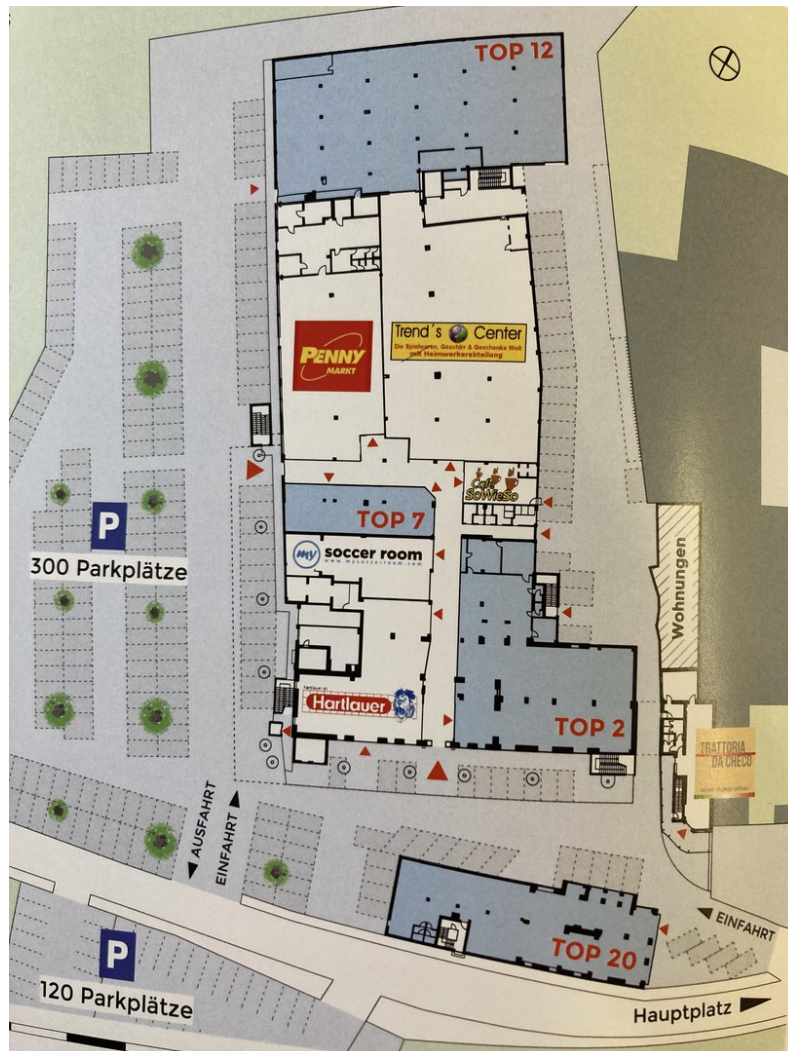 TOP 12
PENNY
MARKT
Trend´s Center
Die Spielwaren, Geschirr & Geschenke Welt
mit Heimwerkerabteilung
Café
SoWieSo
TOP 7
P
300 Parkplätze
my soccer room
www.mysoccerroom.com
Wohnungen
Hartlauer
TOP 2
TRATTORIA
DA CHECO
AUSFAHRT
EINFAHRT
EINFAHRT
TOP 20
P
120 Parkplätze
Hauptplatz